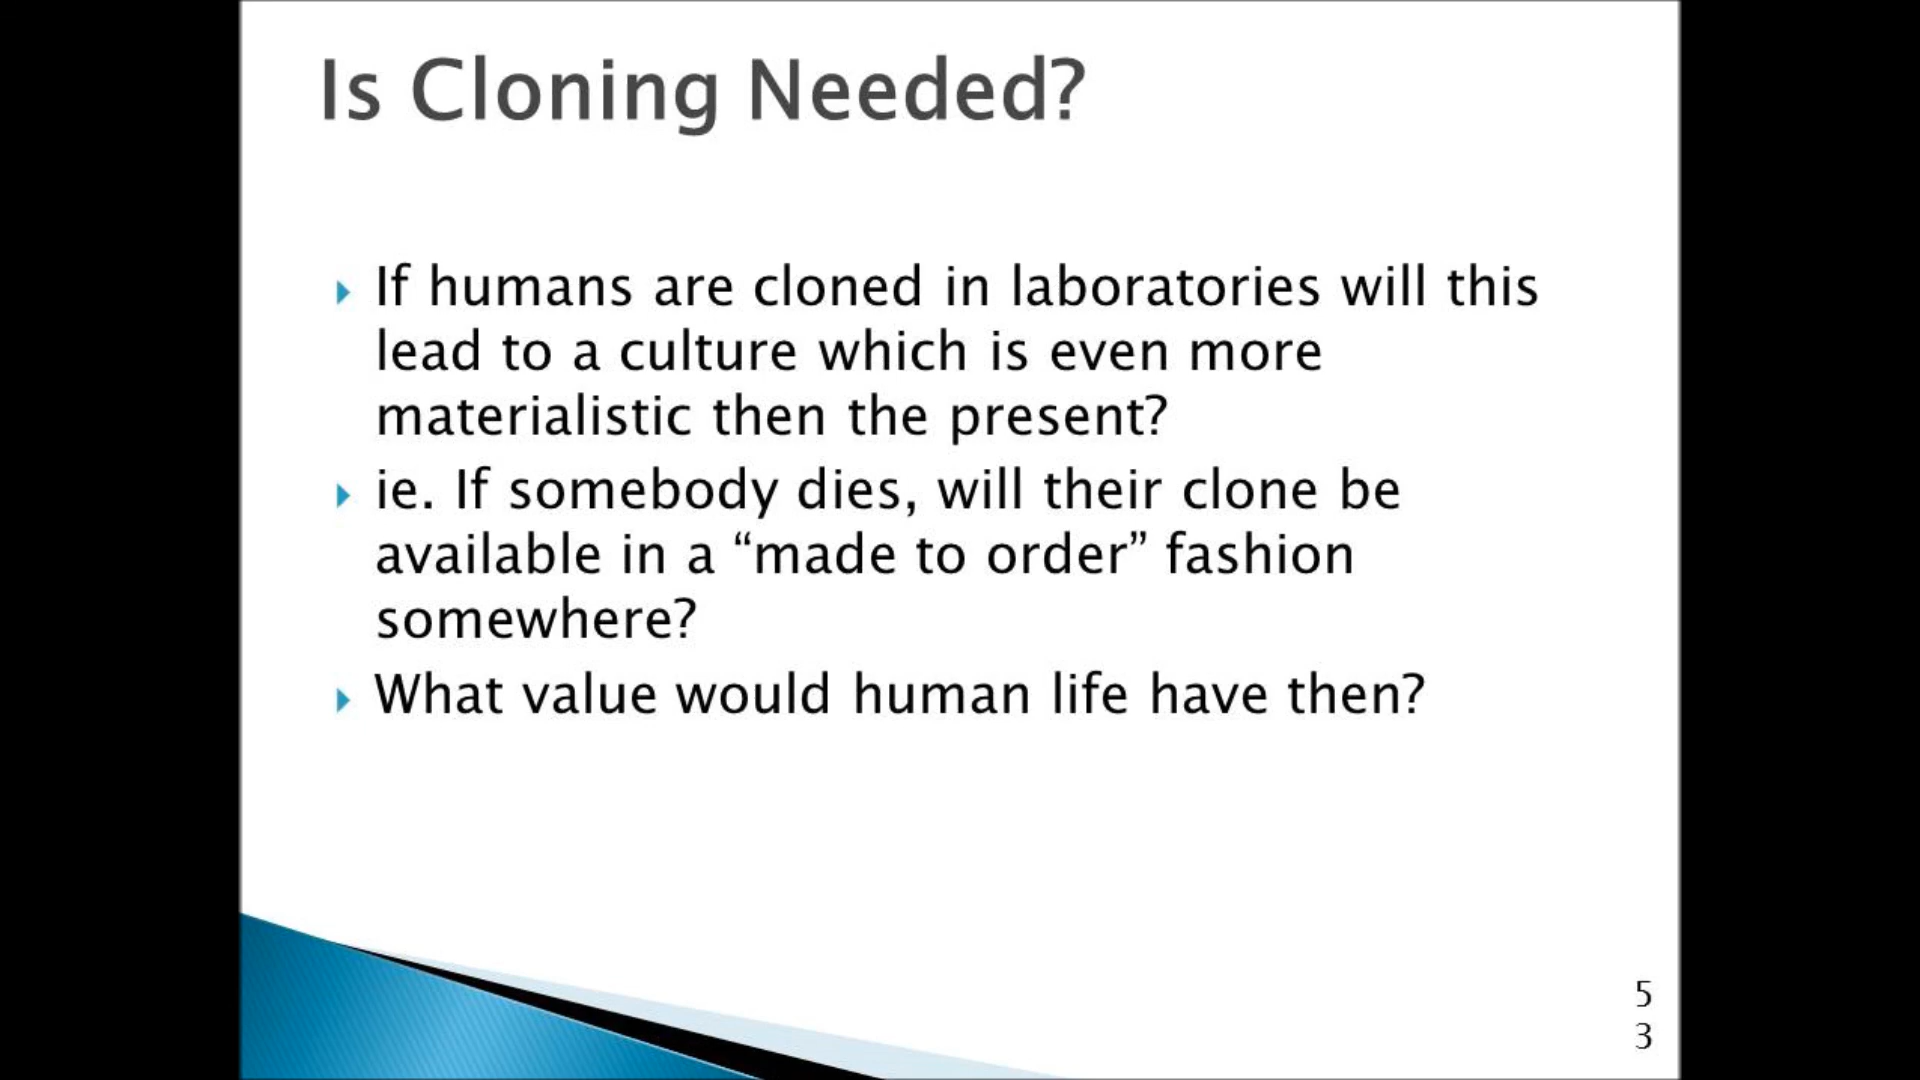 Is Cloning Needed?
If humans are cloned in laboratories will this
lead to a culture which is even more
materialistic then the present?
ie. If somebody dies, will their clone be
available in a “made to order” fashion
somewhere?
What value would human life have then?
5
3